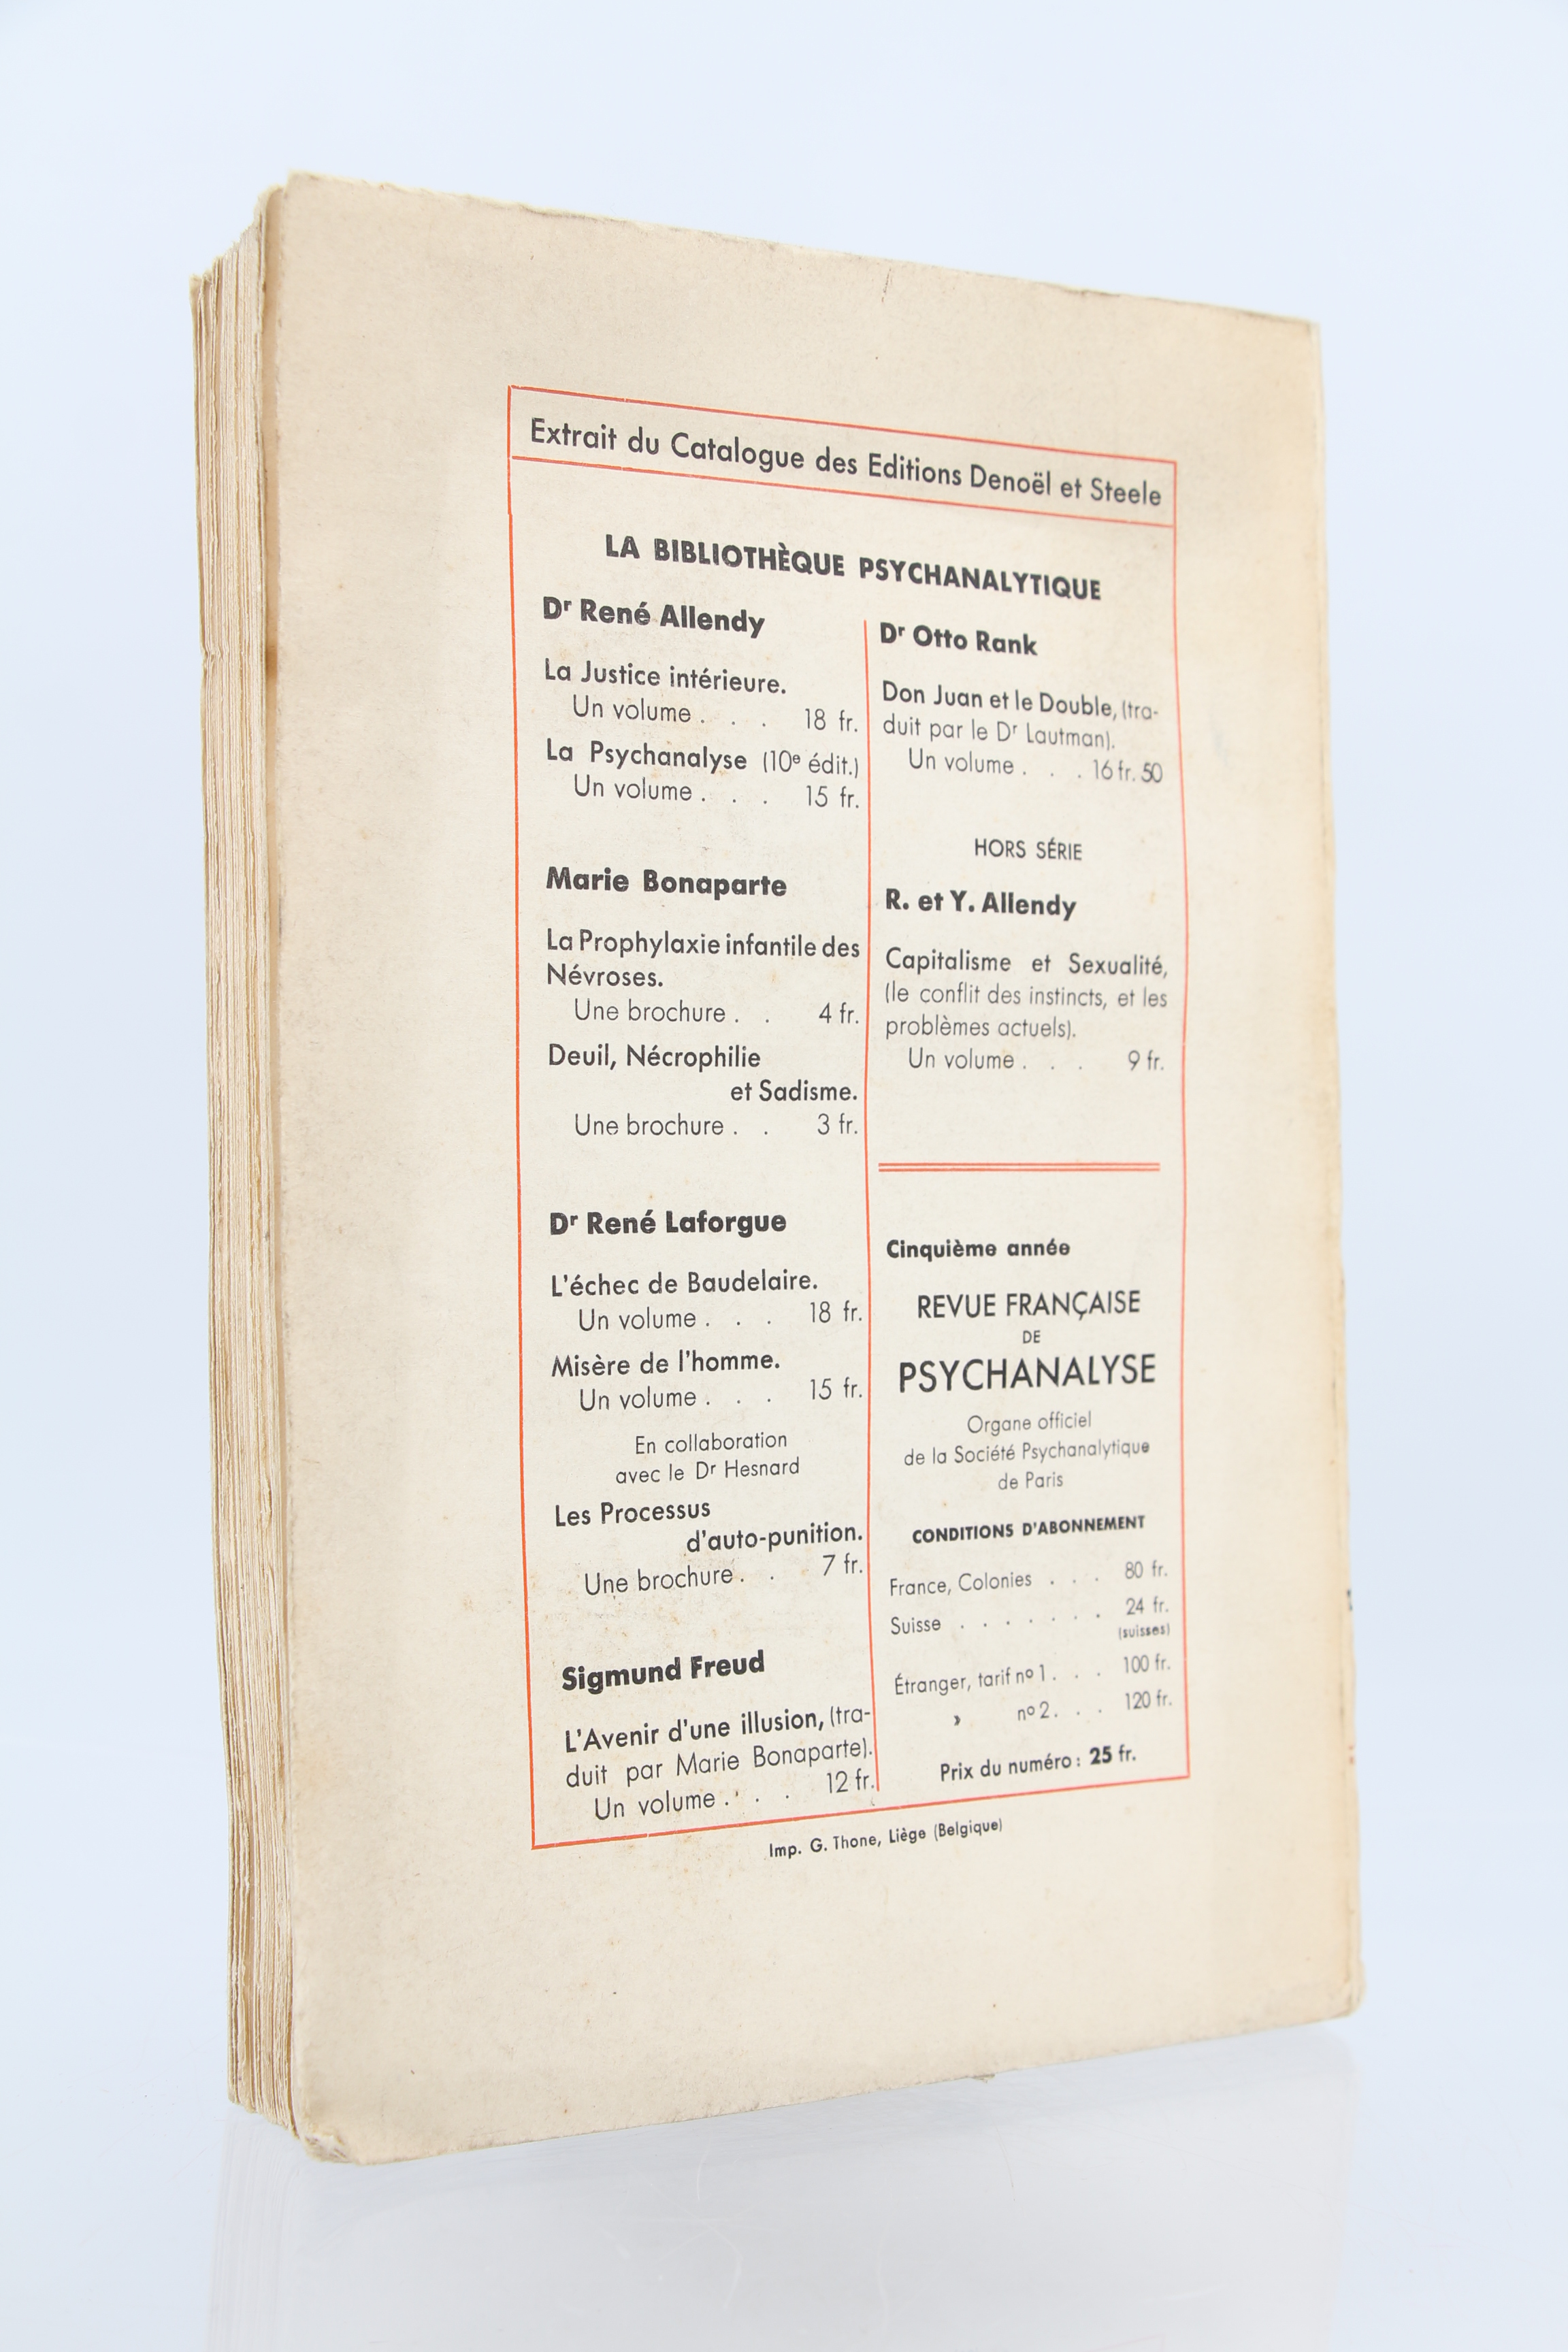 Extrait du Catalogue des Editions Denoël et Steele
LA BIBLIOTHÈQUE PSYCHANALYTIQUE
Dr René Allendy
La Justice intérieure.
Un volume . . . 18 fr.
La Psychanalyse (10e édit.)
Un volume . . . 15 fr.
Marie Bonaparte
La Prophylaxie infantile des
Névroses.
Une brochure . . 4 fr.
Deuil, Nécrophilie
et Sadisme.
Une brochure . . 3 fr.
Dr René Laforgue
L'échec de Baudelaire.
Un volume . . . 18 fr.
Misère de l'homme.
Un volume . . . 15 fr.
En collaboration
avec le Dr Hesnard
Les Processus
d'auto-punition.
Une brochure . . 7 fr.
Sigmund Freud
L'Avenir d'une illusion, (tra-
duit par Marie Bonaparte).
Un volume . . . 12 fr.
Dr Otto Rank
Don Juan et le Double, (tra-
duit par le Dr Lautman).
Un volume . . . 16 fr. 50
HORS SÉRIE
R. et Y. Allendy
Capitalisme et Sexualité,
(le conflit des instincts, et les
problèmes actuels).
Un volume . . . 9 fr.
Cinquième année
REVUE FRANÇAISE
DE
PSYCHANALYSE
Organe officiel
de la Société Psychanalytique
de Paris
CONDITIONS D'ABONNEMENT
France, Colonies . . . 80 fr.
Suisse . . . . . . . 24 fr.
(suisses)
Étranger, tarif no 1 . . . 100 fr.
» no 2 . . . 120 fr.
Prix du numéro : 25 fr.
Imp. G. Thone, Liège (Belgique)